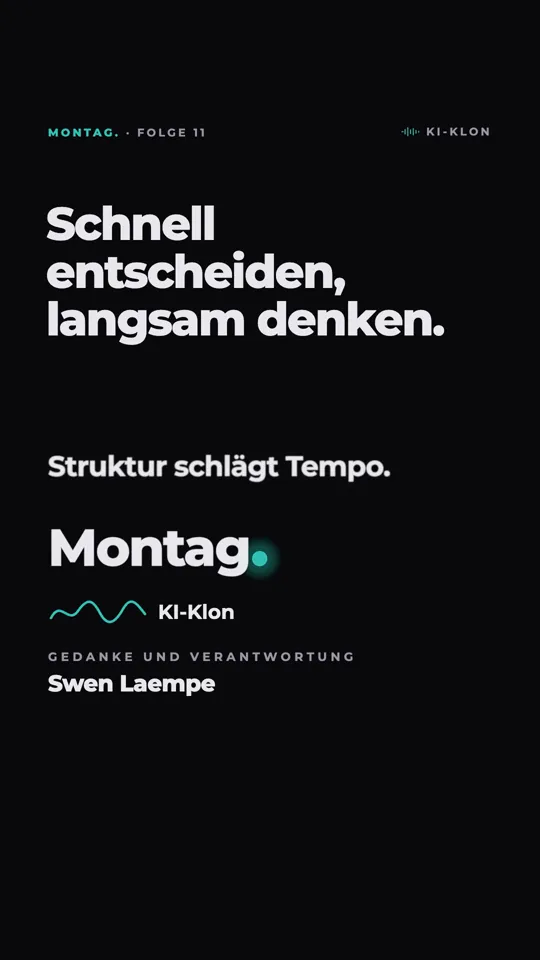 MONTAG. · FOLGE 11
KI-KLON
Schnell
entscheiden,
langsam denken.
Struktur schlägt Tempo.
Montag.
KI-Klon
GEDANKE UND VERANTWORTUNG
Swen Laempe